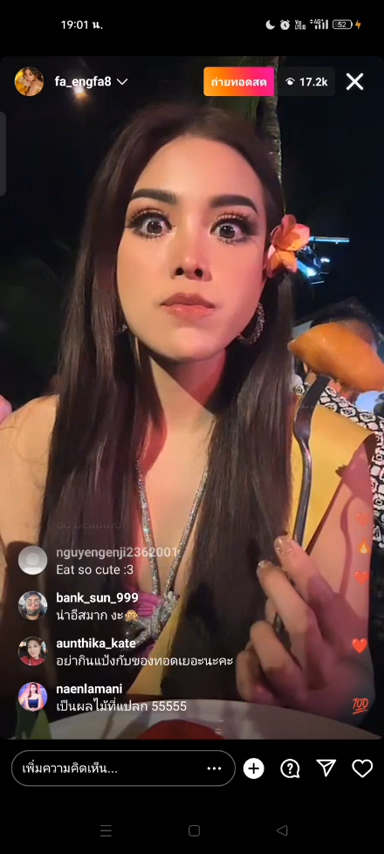 19:01 น.
Vo LTE2
4G+
52
fa_engfa8
ถ่ายทอดสด
17.2k
nguyengenji2362001
Eat so cute :3
bank_sun_999
น่าอีสมาก งะ🙊
aunthika_kate
อย่ากินแป้งกับของทอดเยอะนะคะ
naenlamani
เป็นผลไม้ที่แปลก 55555
💯
เพิ่มความคิดเห็น...